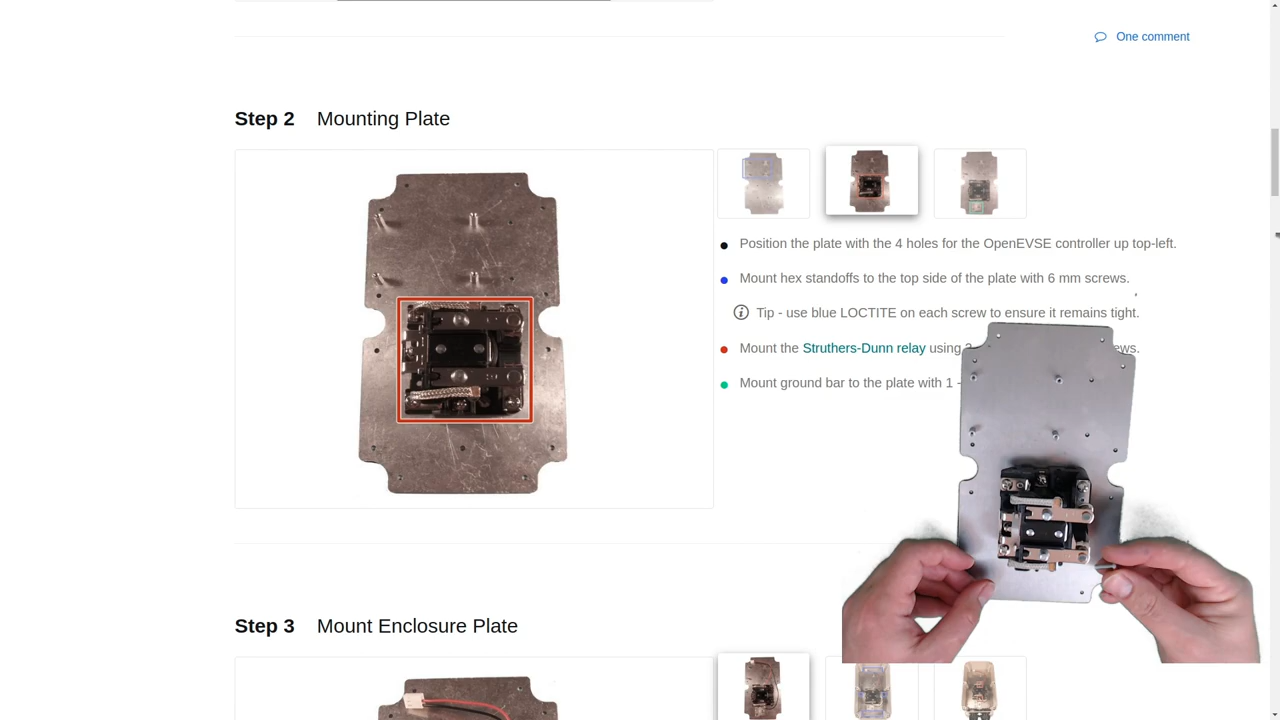 One comment
Step 2 Mounting Plate
Position the plate with the 4 holes for the OpenEVSE controller up top-left.
Mount hex standoffs to the top side of the plate with 6 mm screws.
Tip - use blue LOCTITE on each screw to ensure it remains tight.
Mount the Struthers-Dunn relay using
Mount ground bar to the plate with 1 -
Step 3 Mount Enclosure Plate